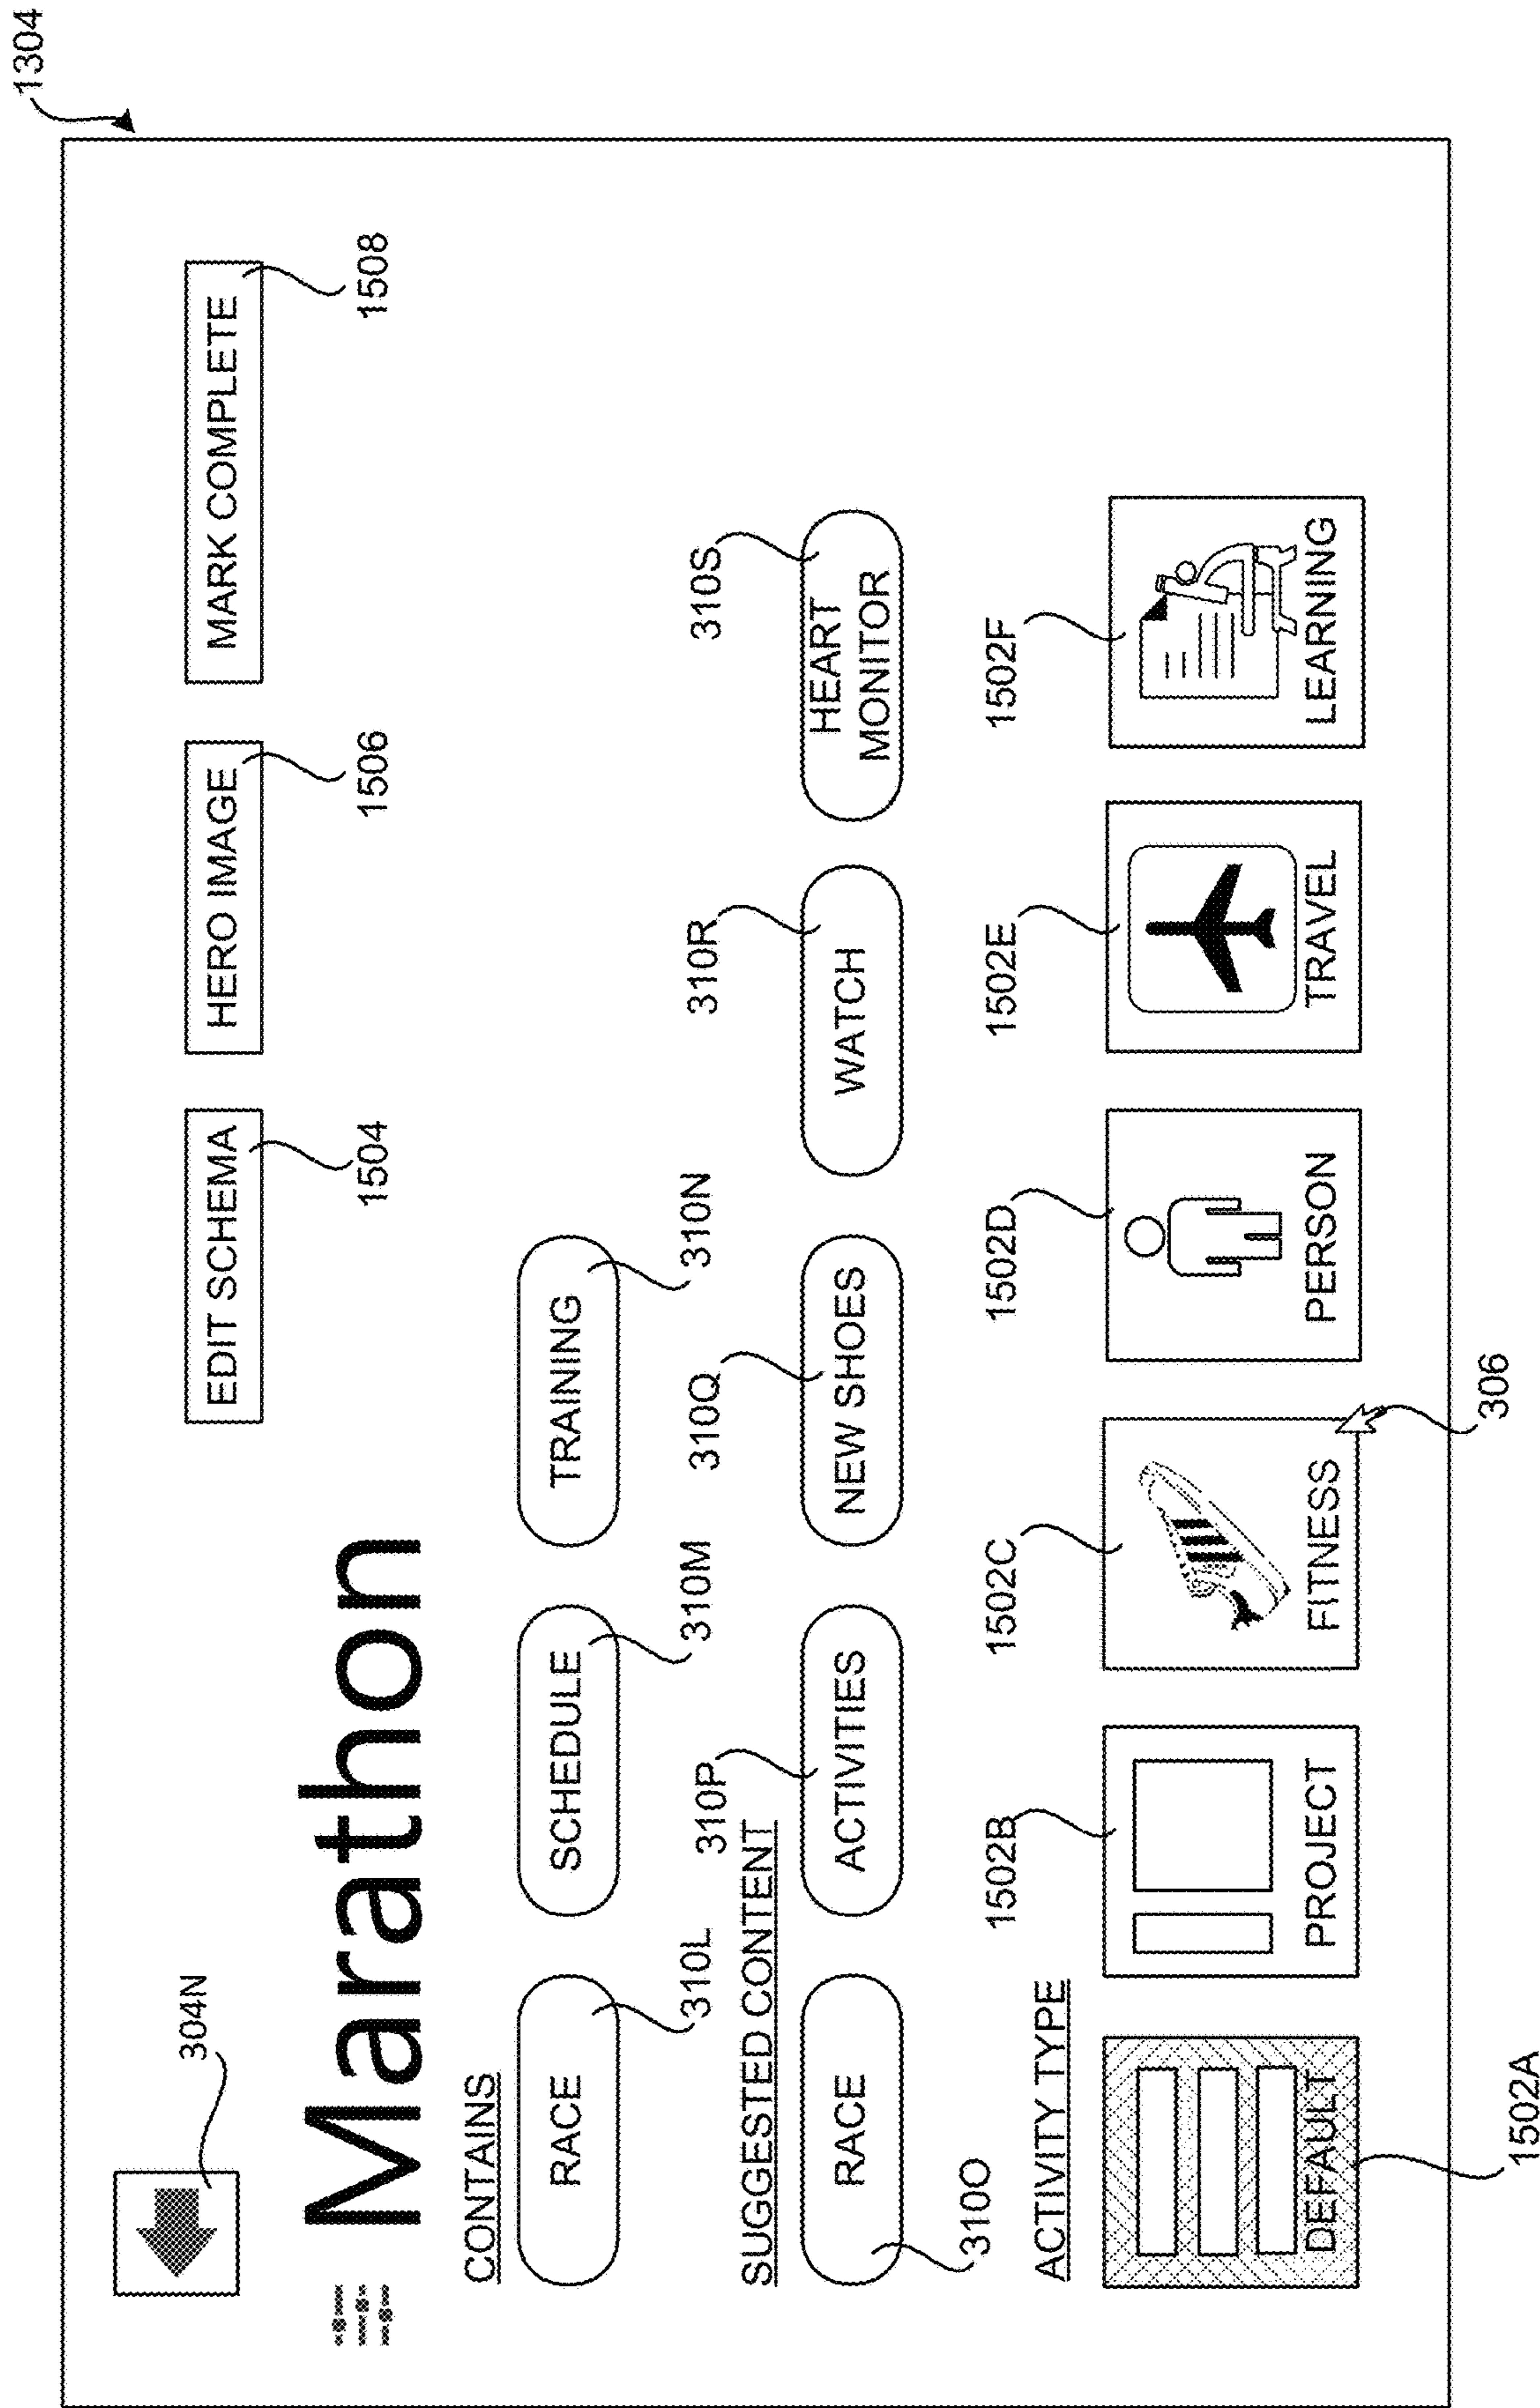 1304
304N
EDIT SCHEMA
HERO IMAGE
MARK COMPLETE
1504
1506
1508
Marathon
CONTAINS
RACE
SCHEDULE
TRAINING
310L
310M
310N
SUGGESTED CONTENT
310P
310Q
310R
310S
RACE
ACTIVITIES
NEW SHOES
WATCH
HEART
MONITOR
310O
ACTIVITY TYPE
1502B
1502C
1502D
1502E
1502F
DEFAULT
PROJECT
FITNESS
PERSON
TRAVEL
LEARNING
1502A
306